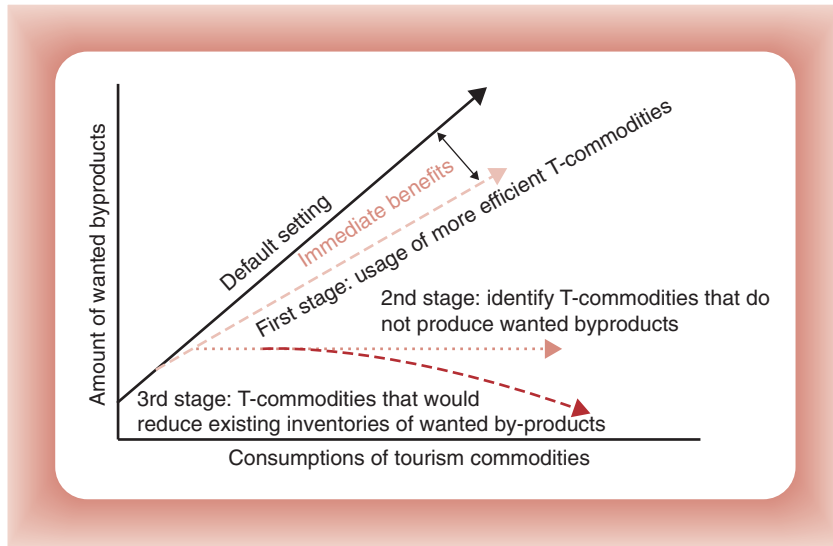 Amount of wanted byproducts
Default setting
Immediate benefits
First stage: usage of more efficient T-commodities
2nd stage: identify T-commodities that do
not produce wanted byproducts
3rd stage: T-commodities that would
reduce existing inventories of wanted by-products
Consumptions of tourism commodities